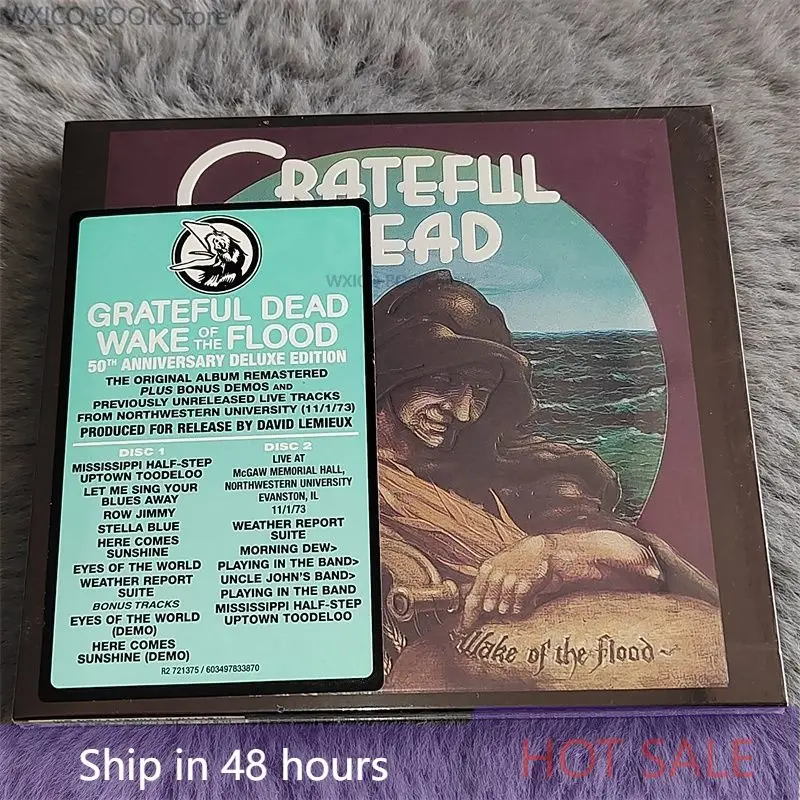 WXICO BOOK Store
GRATEFUL
DEAD
WXICO BOOK
GRATEFUL DEAD
WAKE OF THE FLOOD
50TH ANNIVERSARY DELUXE EDITION
THE ORIGINAL ALBUM REMASTERED
PLUS BONUS DEMOS AND
PREVIOUSLY UNRELEASED LIVE TRACKS
FROM NORTHWESTERN UNIVERSITY (11/1/73)
PRODUCED FOR RELEASE BY DAVID LEMIEUX
DISC 1
MISSISSIPPI HALF-STEP
UPTOWN TOODELOO
LET ME SING YOUR
BLUES AWAY
ROW JIMMY
STELLA BLUE
HERE COMES
SUNSHINE
EYES OF THE WORLD
WEATHER REPORT
SUITE
BONUS TRACKS
EYES OF THE WORLD
(DEMO)
HERE COMES
SUNSHINE (DEMO)
DISC 2
LIVE AT
McGAW MEMORIAL HALL,
NORTHWESTERN UNIVERSITY
EVANSTON, IL
11/1/73
WEATHER REPORT
SUITE
MORNING DEW>
PLAYING IN THE BAND>
UNCLE JOHN'S BAND>
PLAYING IN THE BAND
MISSISSIPPI HALF-STEP
UPTOWN TOODELOO
R2 721375 / 603497833870
Wake of the Flood
Ship in 48 hours
HOT SALE